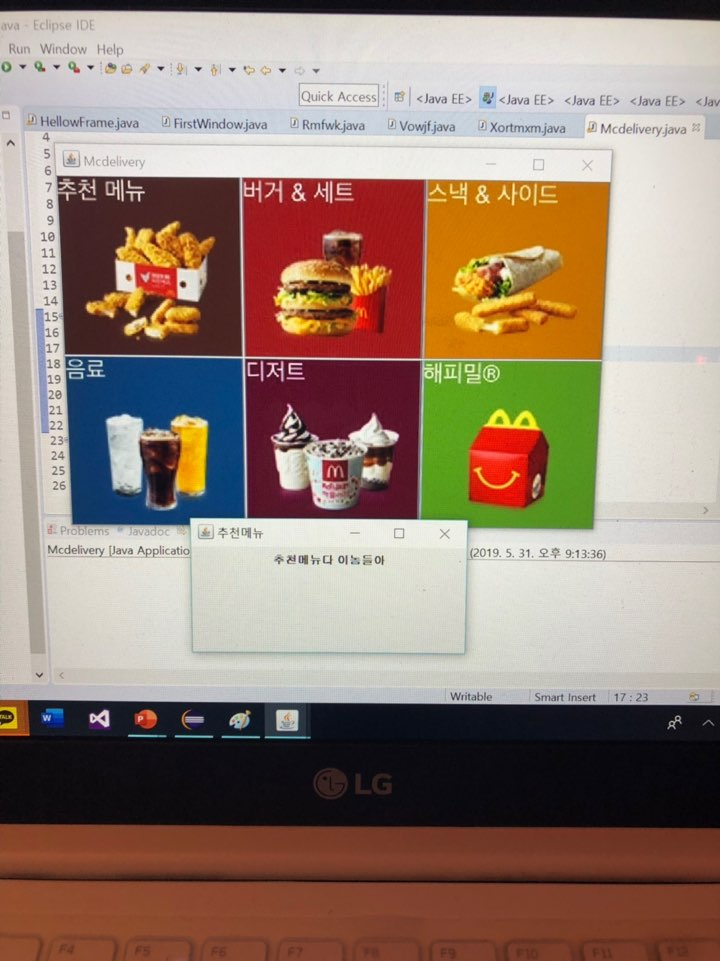 ava - Eclipse IDE
Run Window Help
Quick Access
<Java EE> <Java EE> <Java EE> <Java EE> <Jav
HellowFrame.java FirstWindow.java Rmfwk.java Vowjf.java Xortmxm.java Mcdelivery.java
4
5
6
7
8
9
10
11
12
13
14
15
16
17
18
19
20
21
22
23
24
25
26
Mcdelivery
추천 메뉴 버거 & 세트 스낵 & 사이드
음료 디저트 해피밀®
Problems Javadoc
Mcdelivery [Java Applicatio (2019. 5. 31. 오후 9:13:36)
추천메뉴
추천메뉴다 이놈들아
Writable Smart Insert 17 : 23
TALK
LG
F4 F5 F6 F7 F8 F9 F10 F11 F12